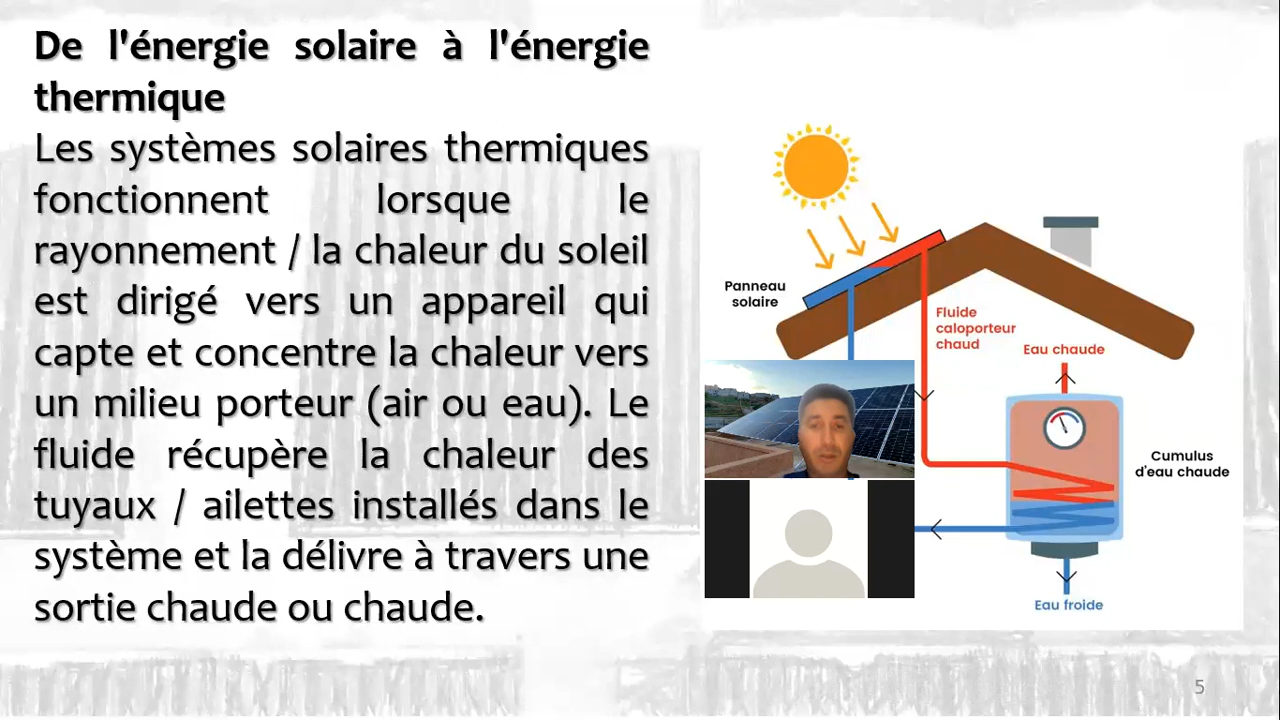 De l'énergie solaire à l'énergie
thermique
Les systèmes solaires thermiques
fonctionnent lorsque le
rayonnement / la chaleur du soleil
est dirigé vers un appareil qui
capte et concentre la chaleur vers
un milieu porteur (air ou eau). Le
fluide récupère la chaleur des
tuyaux / ailettes installés dans le
système et la délivre à travers une
sortie chaude ou chaude.
Panneau
solaire
Fluide
caloporteur
chaud
Eau chaude
Cumulus
d'eau chaude
Eau froide
5